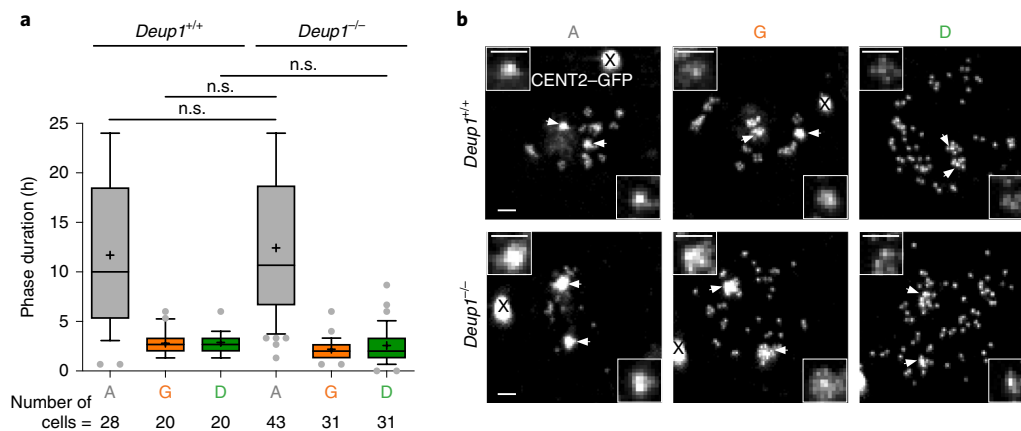 a
Deup1+/+ Deup1–/–
n.s.
n.s.
n.s.
Phase duration (h)
25
20
15
10
5
0
A G D A G D
Number of
cells = 28 20 20 43 31 31
b
A G D
Deup1+/+
X
CENT2–GFP
X
Deup1–/–
X
X